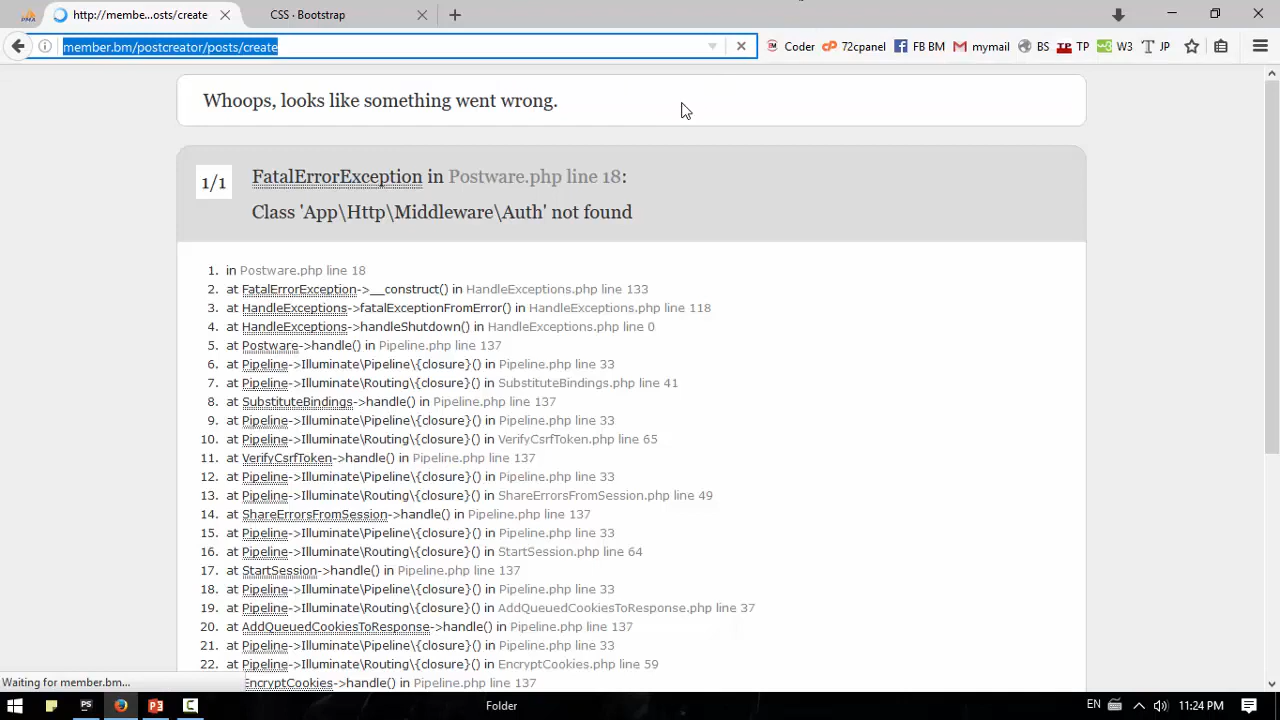 http://membe...osts/create
CSS · Bootstrap
member.bm/postcreator/posts/create
Coder
72cpanel
FB BM
mymail
BS
TP
W3
JP
Whoops, looks like something went wrong.
1/1
FatalErrorException in Postware.php line 18:
Class 'App\Http\Middleware\Auth' not found
1. in Postware.php line 18
2. at FatalErrorException->__construct() in HandleExceptions.php line 133
3. at HandleExceptions->fatalExceptionFromError() in HandleExceptions.php line 118
4. at HandleExceptions->handleShutdown() in HandleExceptions.php line 0
5. at Postware->handle() in Pipeline.php line 137
6. at Pipeline->Illuminate\Pipeline\{closure}() in Pipeline.php line 33
7. at Pipeline->Illuminate\Routing\{closure}() in SubstituteBindings.php line 41
8. at SubstituteBindings->handle() in Pipeline.php line 137
9. at Pipeline->Illuminate\Pipeline\{closure}() in Pipeline.php line 33
10. at Pipeline->Illuminate\Routing\{closure}() in VerifyCsrfToken.php line 65
11. at VerifyCsrfToken->handle() in Pipeline.php line 137
12. at Pipeline->Illuminate\Pipeline\{closure}() in Pipeline.php line 33
13. at Pipeline->Illuminate\Routing\{closure}() in ShareErrorsFromSession.php line 49
14. at ShareErrorsFromSession->handle() in Pipeline.php line 137
15. at Pipeline->Illuminate\Pipeline\{closure}() in Pipeline.php line 33
16. at Pipeline->Illuminate\Routing\{closure}() in StartSession.php line 64
17. at StartSession->handle() in Pipeline.php line 137
18. at Pipeline->Illuminate\Pipeline\{closure}() in Pipeline.php line 33
19. at Pipeline->Illuminate\Routing\{closure}() in AddQueuedCookiesToResponse.php line 37
20. at AddQueuedCookiesToResponse->handle() in Pipeline.php line 137
21. at Pipeline->Illuminate\Pipeline\{closure}() in Pipeline.php line 33
22. at Pipeline->Illuminate\Routing\{closure}() in EncryptCookies.php line 59
EncryptCookies->handle() in Pipeline.php line 137
Waiting for member.bm...
Folder
EN
11:24 PM